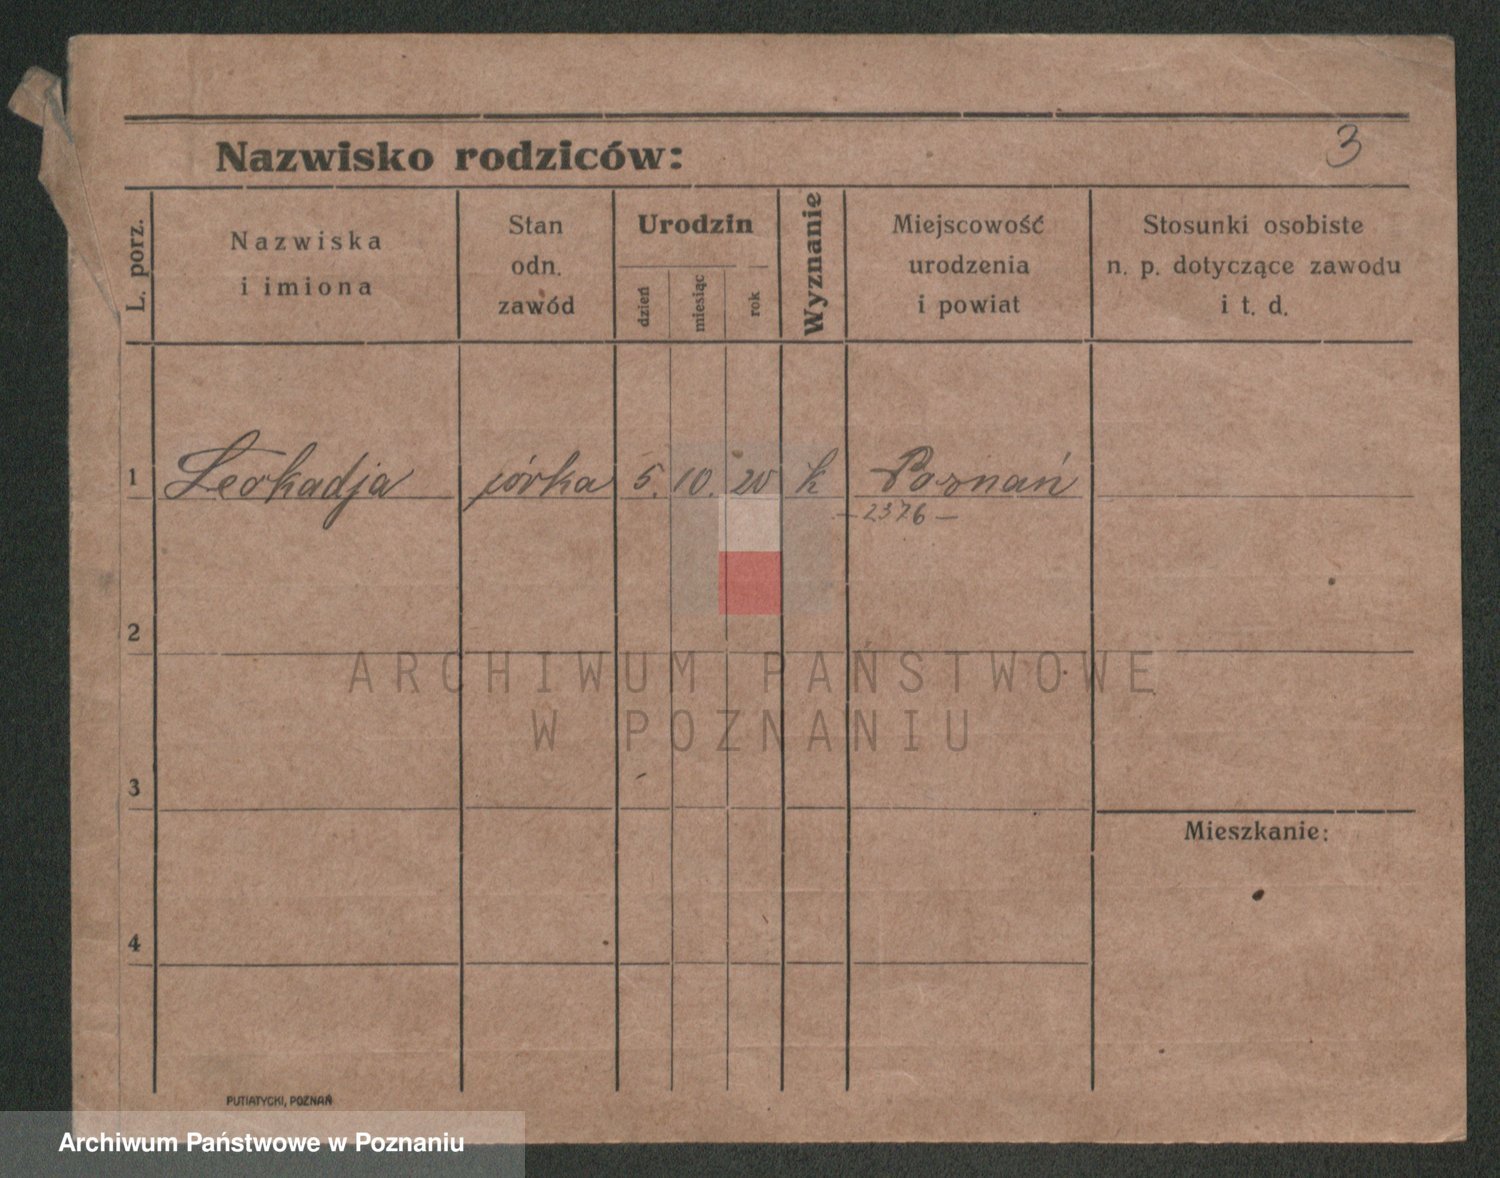 Nazwisko rodziców:
3
L. porz.
Nazwiska
i imiona
Stan
odn.
zawód
Urodzin
dzień
miesiąc
rok
Wyznanie
Miejscowość
urodzenia
i powiat
Stosunki osobiste
n. p. dotyczące zawodu
i t. d.
1 Leokadja córka 5. 10. 20 k Poznań
- 2376 -
2
3
4
Mieszkanie:
PUTIATYCKI, POZNAŃ
ARCHIWUM PAŃSTWOWE
W POZNANIU
Archiwum Państwowe w Poznaniu